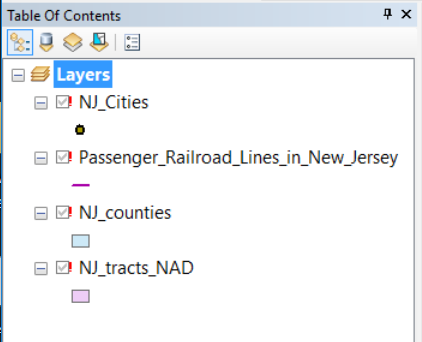 Table Of Contents
Layers
NJ_Cities
Passenger_Railroad_Lines_in_New_Jersey
NJ_counties
NJ_tracts_NAD